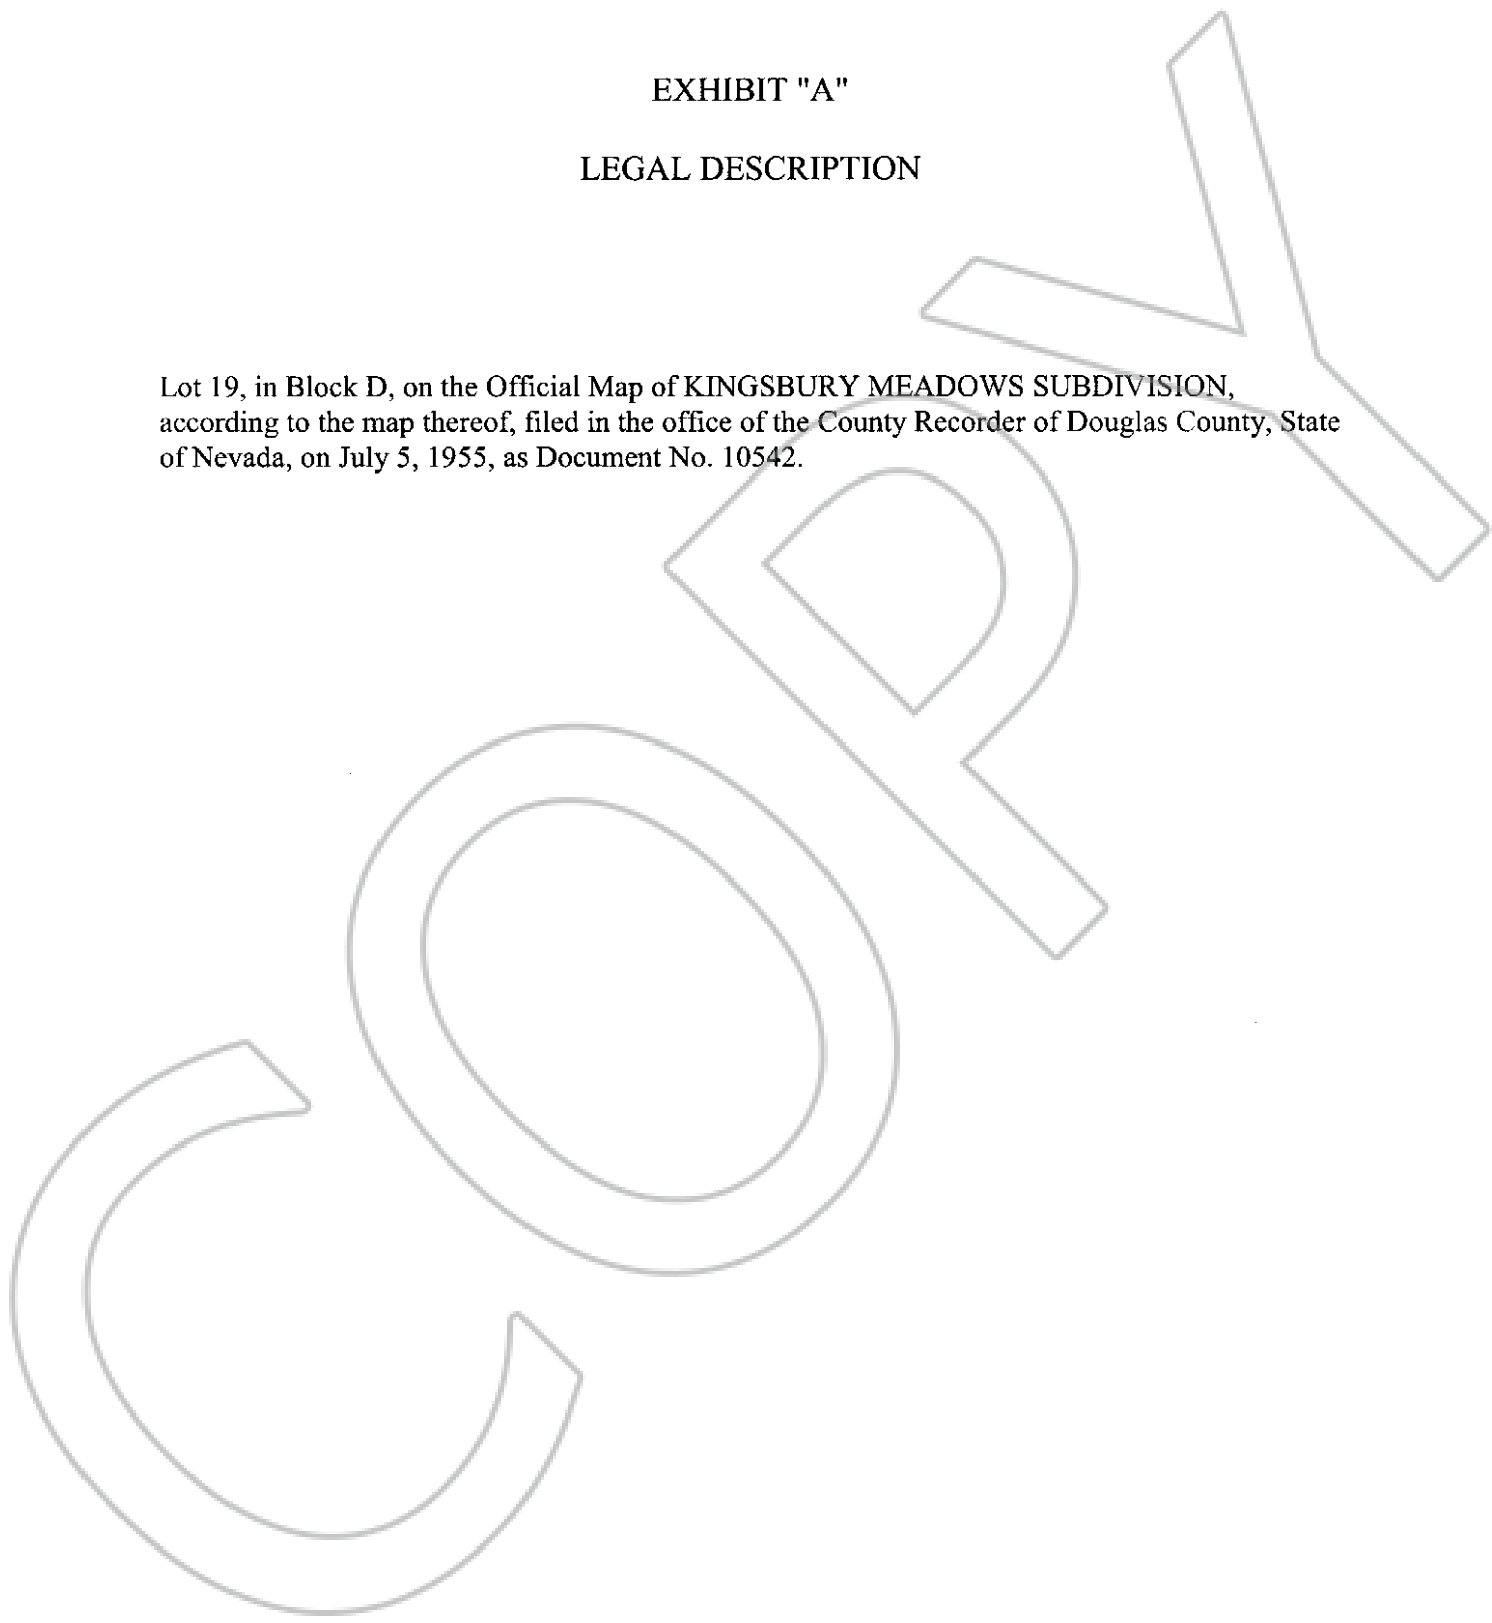 EXHIBIT "A"
LEGAL DESCRIPTION
Lot 19, in Block D, on the Official Map of KINGSBURY MEADOWS SUBDIVISION,
according to the map thereof, filed in the office of the County Recorder of Douglas County, State
of Nevada, on July 5, 1955, as Document No. 10542.
COPY